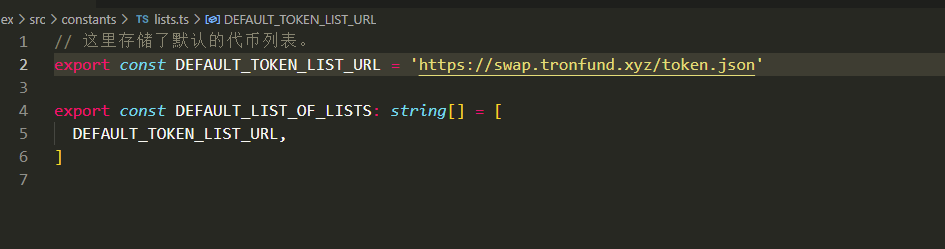 ex > src > constants > TS lists.ts > DEFAULT_TOKEN_LIST_URL
1 // 这里存储了默认的代币列表。
2 export const DEFAULT_TOKEN_LIST_URL = 'https://swap.tronfund.xyz/token.json'
3
4 export const DEFAULT_LIST_OF_LISTS: string[] = [
5 DEFAULT_TOKEN_LIST_URL,
6 ]
7